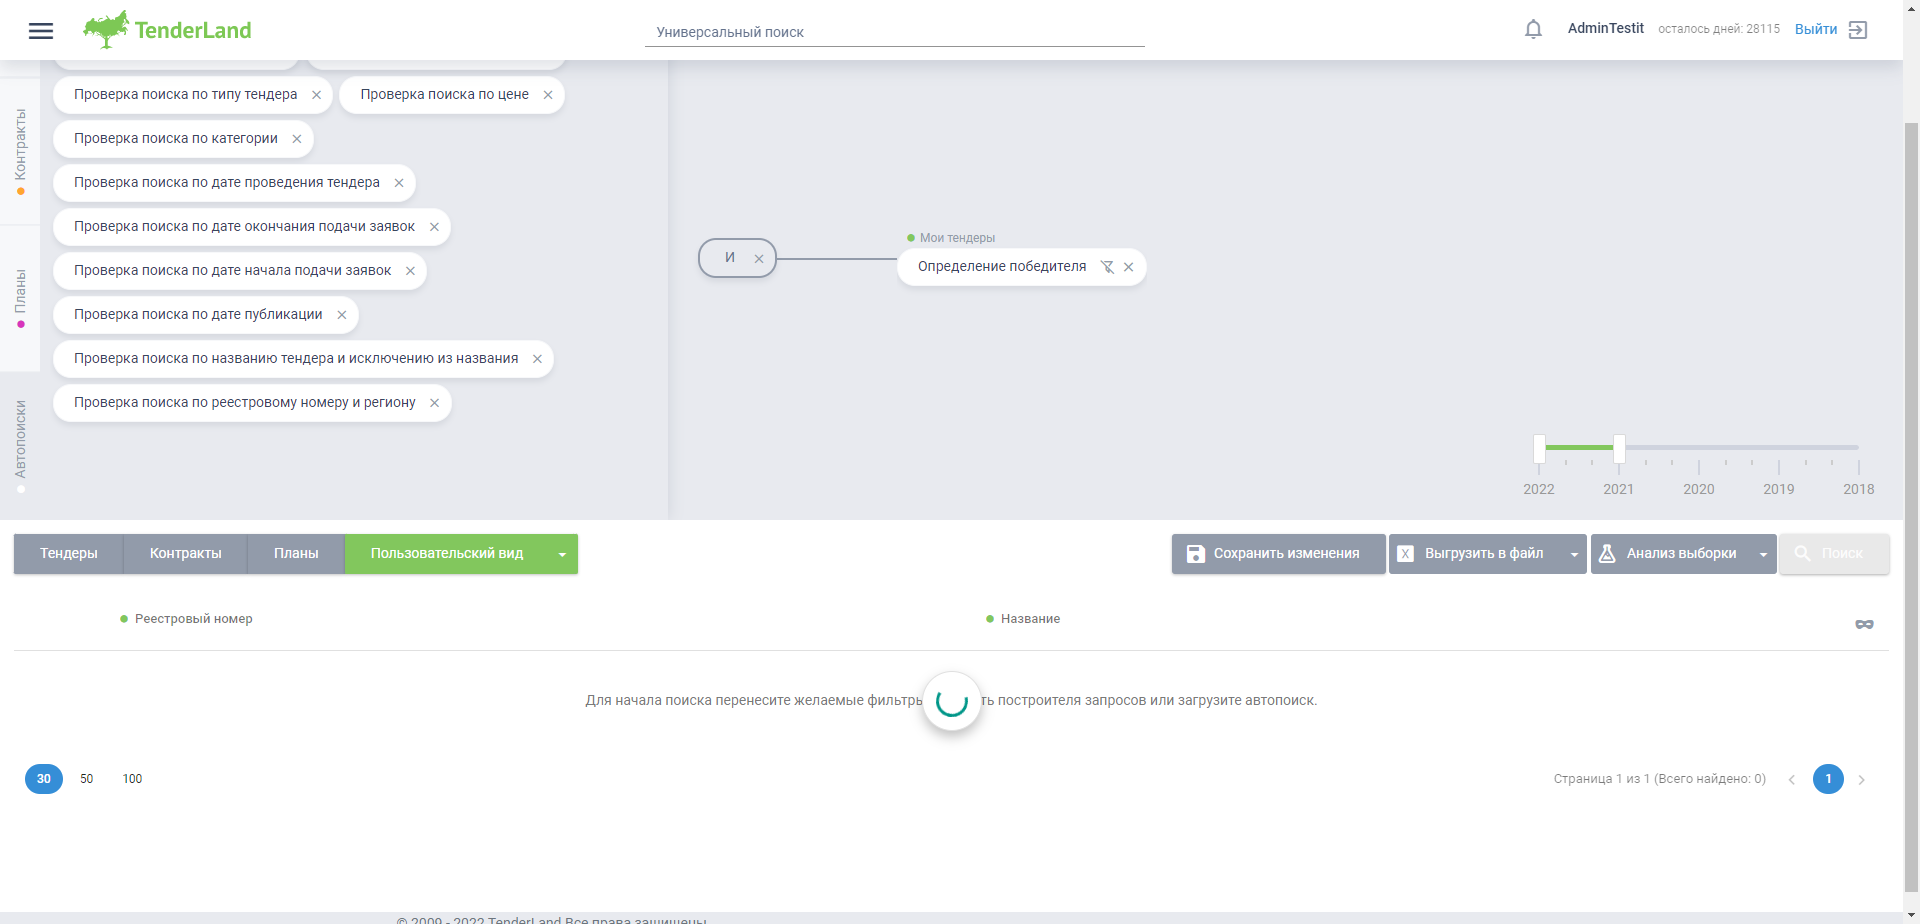 TenderLand
Универсальный поиск
AdminTestit
осталось дней: 28115
Выйти
Проверка поиска по типу тендера
Проверка поиска по цене
Проверка поиска по категории
Проверка поиска по дате проведения тендера
Проверка поиска по дате окончания подачи заявок
Проверка поиска по дате начала подачи заявок
Проверка поиска по дате публикации
Проверка поиска по названию тендера и исключению из названия
Проверка поиска по реестровому номеру и региону
Контракты
Планы
Автопоиски
И
Мои тендеры
Определение победителя
2022 2021 2020 2019 2018
Тендеры
Контракты
Планы
Пользовательский вид
Сохранить изменения
Выгрузить в файл
Анализ выборки
Поиск
Реестровый номер
Название
Для начала поиска перенесите желаемые фильтры построителя запросов или загрузите автопоиск.
30 50 100
Страница 1 из 1 (Всего найдено: 0)
1
© 2009 - 2022 TenderLand Все права защищены